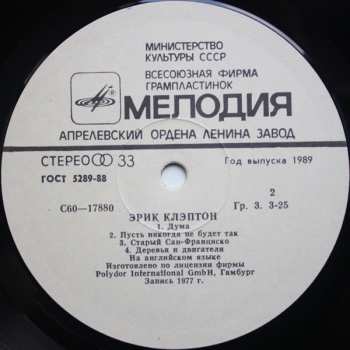 МИНИСТЕРСТВО
КУЛЬТУРЫ СССР
ВСЕСОЮЗНАЯ ФИРМА
ГРАМПЛАСТИНОК
МЕЛОДИЯ
АПРЕЛЕВСКИЙ ОРДЕНА ЛЕНИНА ЗАВОД
СТЕРЕО 33
Год выпуска 1989
ГОСТ 5289-88
2
С60—17880
Гр. 3. 3-25
ЭРИК КЛЭПТОН
1. Дума
2. Пусть никогда не будет так
3. Старый Сан-Франциско
4. Деревья и двигателя
На английском языке
Изготовлено по лицензии фирмы
Polydor International GmbH, Гамбург
Запись 1977 г.